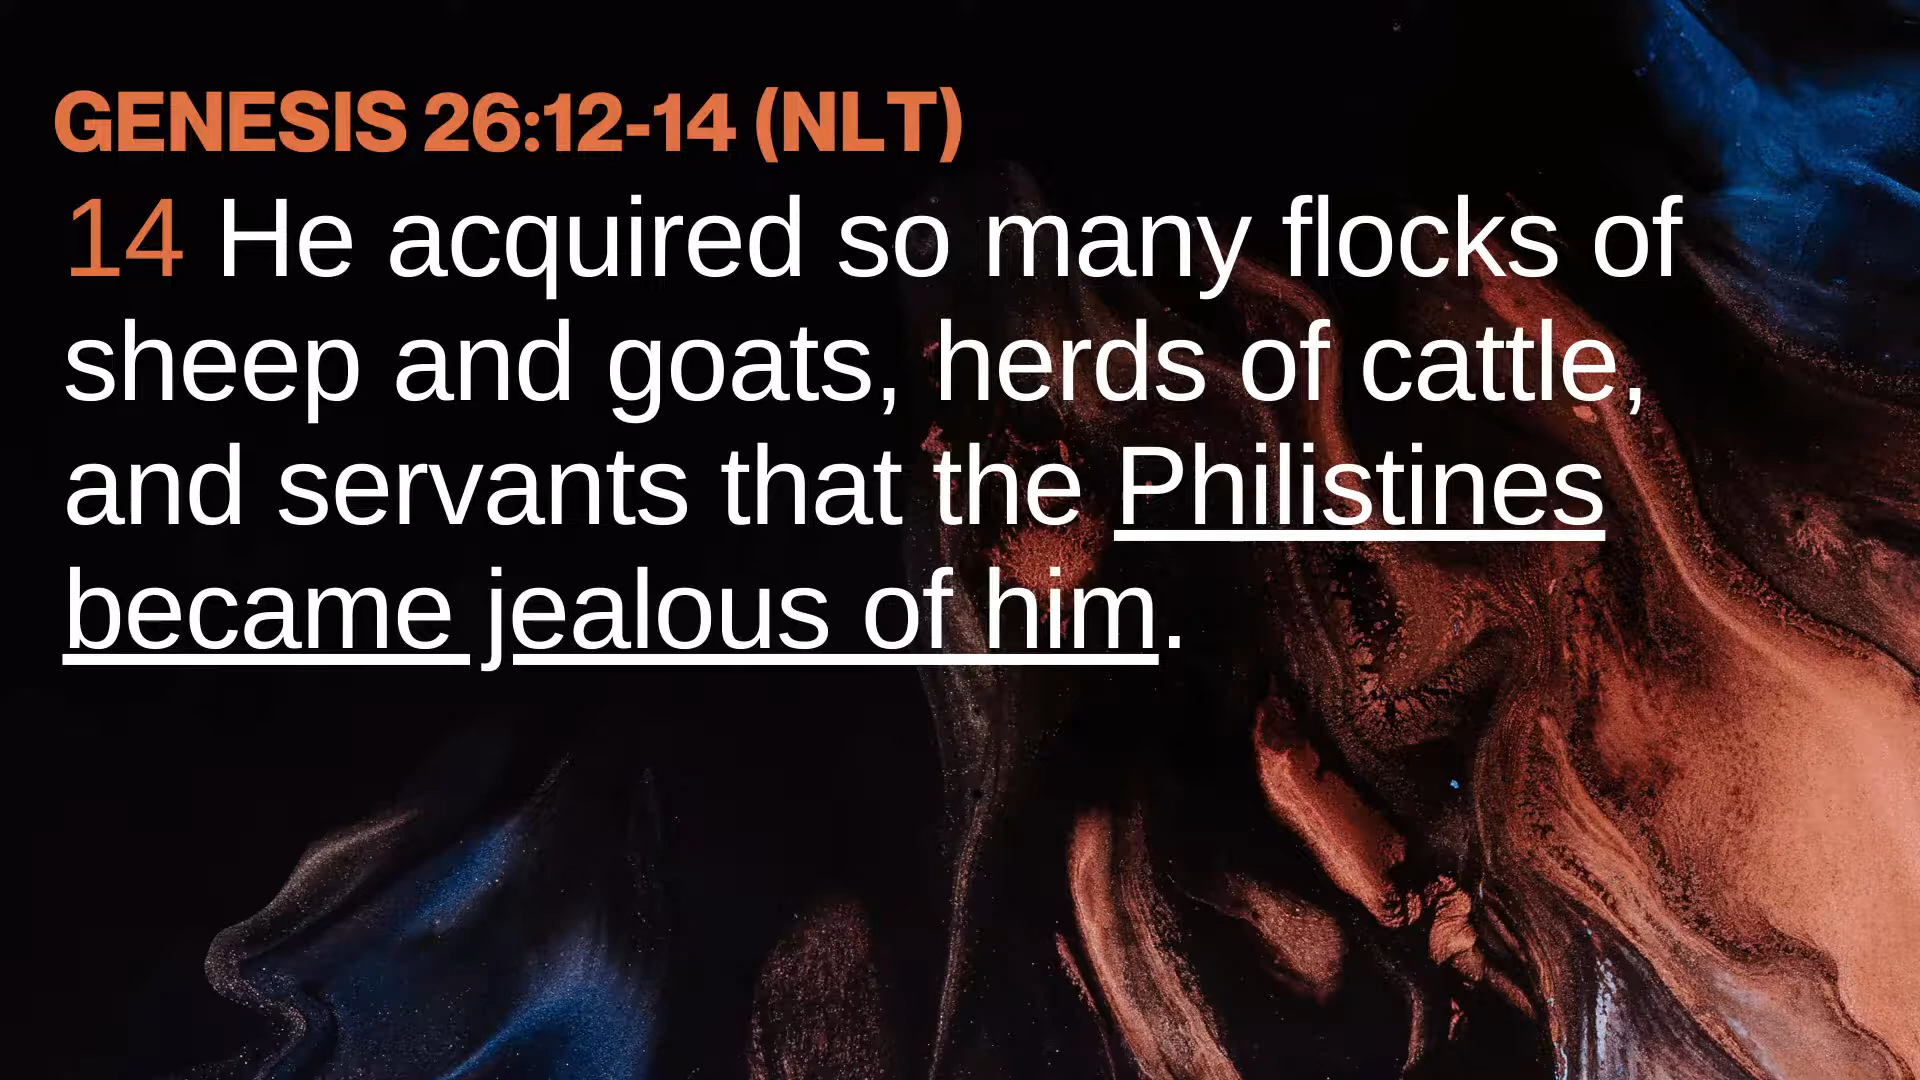 GENESIS 26:12-14 (NLT)
14 He acquired so many flocks of
sheep and goats, herds of cattle,
and servants that the Philistines
became jealous of him.